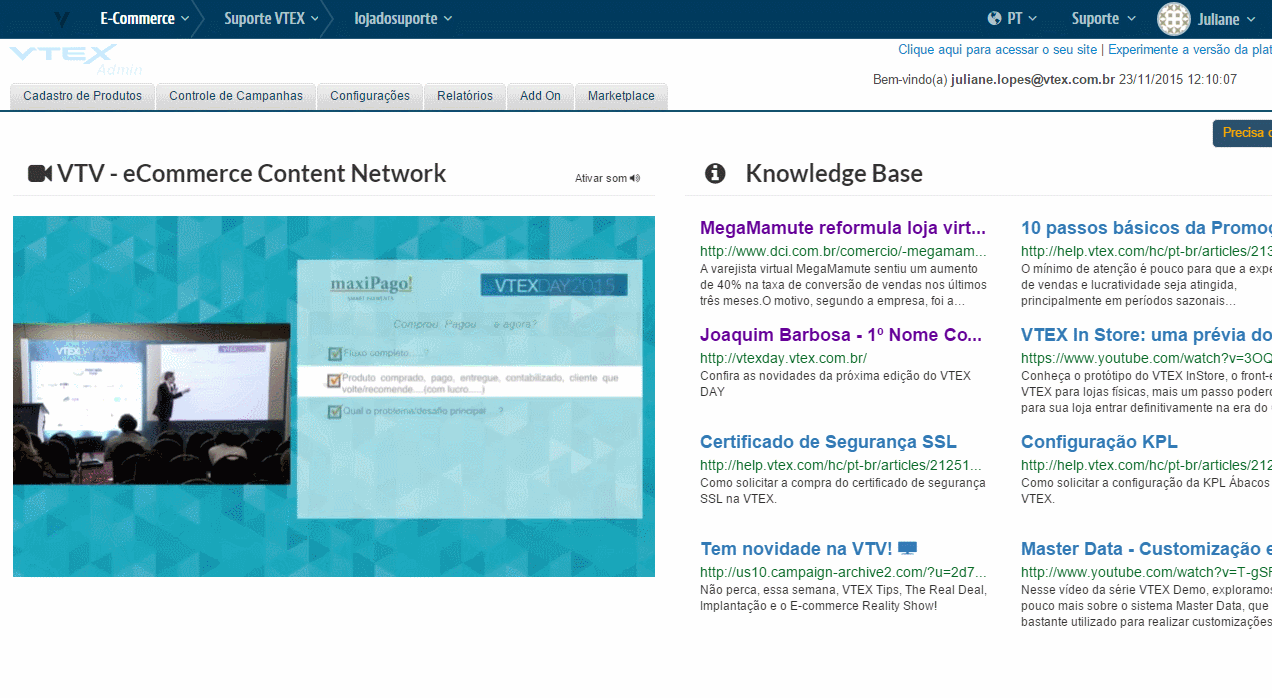 E-Commerce Suporte VTEX lojadosuporte PT Suporte Juliane
VTEX
Admin
Clique aqui para acessar o seu site | Experimente a versão da plat
Bem-vindo(a) juliane.lopes@vtex.com.br 23/11/2015 12:10:07
Cadastro de Produtos Controle de Campanhas Configurações Relatórios Add On Marketplace
Precisa
VTV - eCommerce Content Network
Ativar som
maxiPago!
SMART PAYMENTS
VTEXDAY2015
Comprou Pagou ... e agora?
Fluxo completo.....?
Produto comprado, pago, entregue, contabilizado, cliente que
volte/recomende....(com lucro.....)
Qual o problema/desafio principal....?
Knowledge Base
MegaMamute reformula loja virt...
http://www.dci.com.br/comercio/-megamam...
A varejista virtual MegaMamute sentiu um aumento
de 40% na taxa de conversão de vendas nos últimos
três meses.O motivo, segundo a empresa, foi a…
10 passos básicos da Promoç
http://help.vtex.com/hc/pt-br/articles/213
O mínimo de atenção é pouco para que a expe
de vendas e lucratividade seja atingida,
principalmente em períodos sazonais…
Joaquim Barbosa - 1º Nome Co...
http://vtexday.vtex.com.br/
Confira as novidades da próxima edição do VTEX
DAY
VTEX In Store: uma prévia do
https://www.youtube.com/watch?v=3OQ
Conheça o protótipo do VTEX InStore, o front-e
VTEX para lojas físicas, mais um passo poderc
para sua loja entrar definitivamente na era do
Certificado de Segurança SSL
http://help.vtex.com/hc/pt-br/articles/21251...
Como solicitar a compra do certificado de segurança
SSL na VTEX.
Configuração KPL
http://help.vtex.com/hc/pt-br/articles/212
Como solicitar a configuração da KPL Ábacos
VTEX.
Tem novidade na VTV!
http://us10.campaign-archive2.com/?u=2d7...
Não perca, essa semana, VTEX Tips, The Real Deal,
Implantação e o E-commerce Reality Show!
Master Data - Customização e
http://www.youtube.com/watch?v=T-gSF
Nesse vídeo da série VTEX Demo, exploramos
pouco mais sobre o sistema Master Data, que
bastante utilizado para realizar customizações